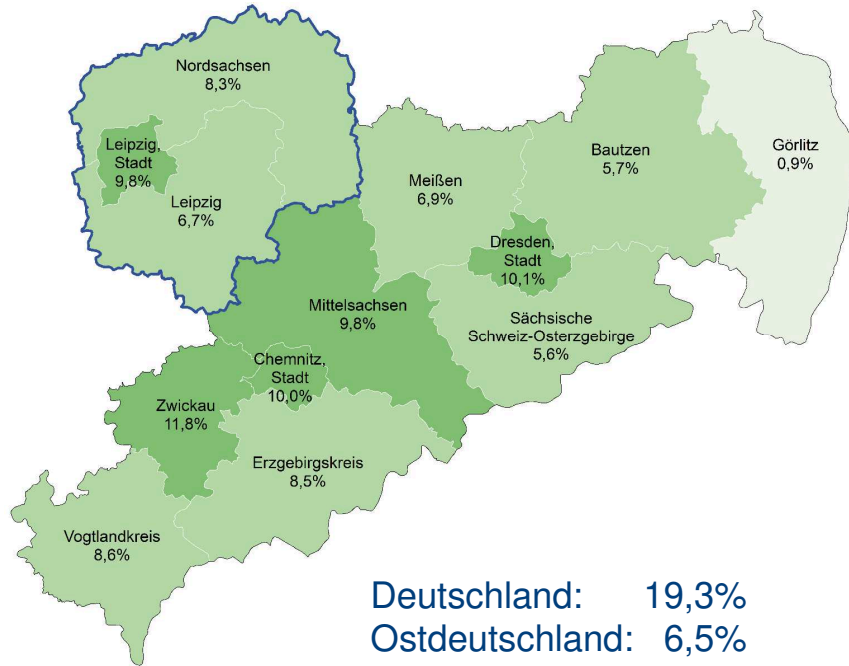 Nordsachsen
8,3%
Leipzig,
Stadt
9,8%
Leipzig
6,7%
Meißen
6,9%
Bautzen
5,7%
Görlitz
0,9%
Dresden,
Stadt
10,1%
Mittelsachsen
9,8%
Sächsische
Schweiz-Osterzgebirge
5,6%
Chemnitz,
Stadt
10,0%
Zwickau
11,8%
Erzgebirgskreis
8,5%
Vogtlandkreis
8,6%
Deutschland: 19,3%
Ostdeutschland: 6,5%